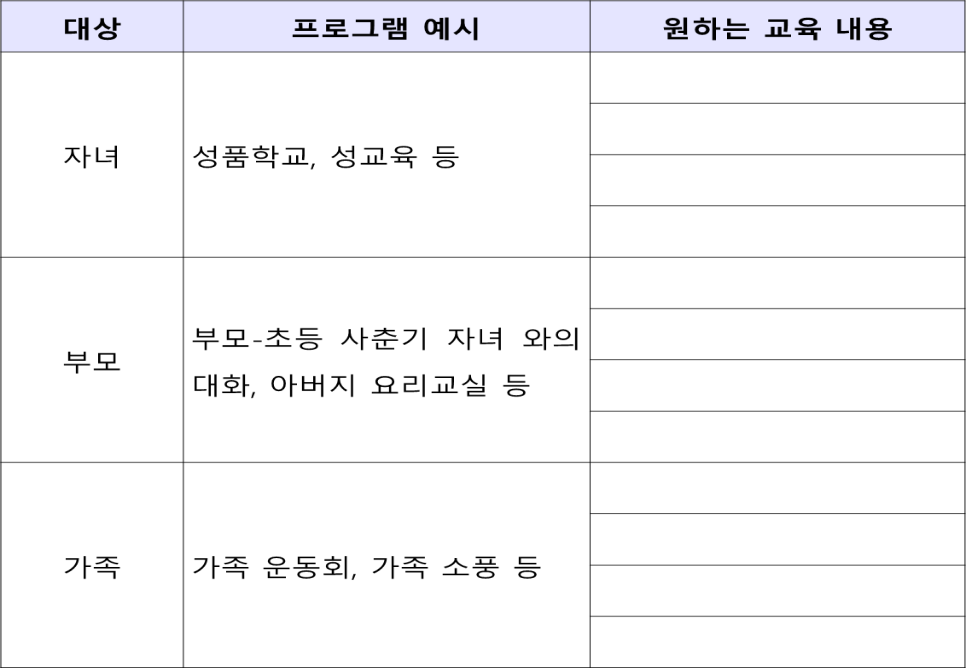 대상 프로그램 예시 원하는 교육 내용
자녀 성품학교, 성교육 등
부모 부모-초등 사춘기 자녀 와의
대화, 아버지 요리교실 등
가족 가족 운동회, 가족 소풍 등